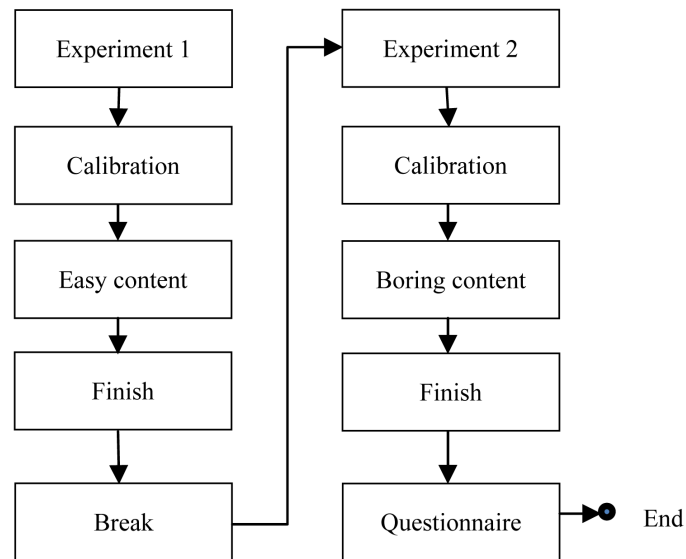 Experiment 1
Calibration
Easy content
Finish
Break
Experiment 2
Calibration
Boring content
Finish
Questionnaire
End